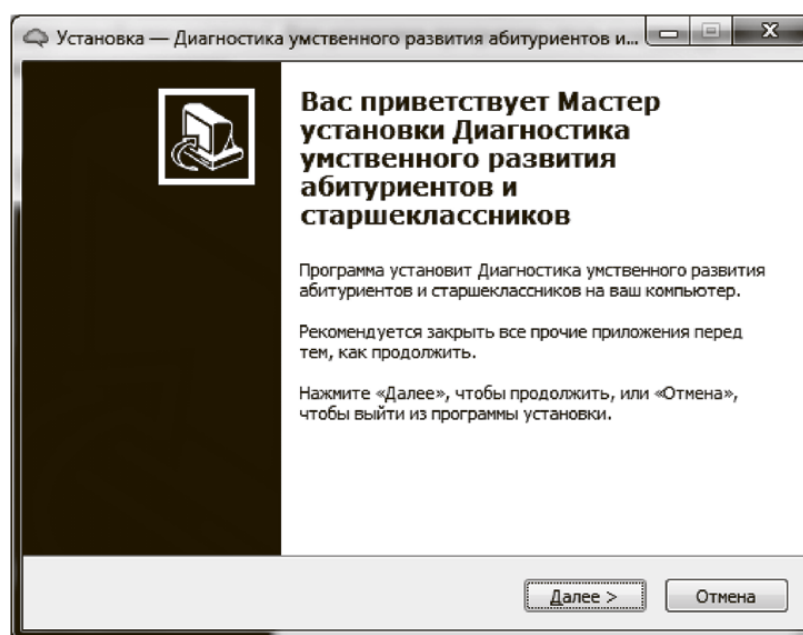 Установка — Диагностика умственного развития абитуриентов и...
Вас приветствует Мастер
установки Диагностика
умственного развития
абитуриентов и
старшеклассников
Программа установит Диагностика умственного развития
абитуриентов и старшеклассников на ваш компьютер.
Рекомендуется закрыть все прочие приложения перед
тем, как продолжить.
Нажмите «Далее», чтобы продолжить, или «Отмена»,
чтобы выйти из программы установки.
Далее >
Отмена